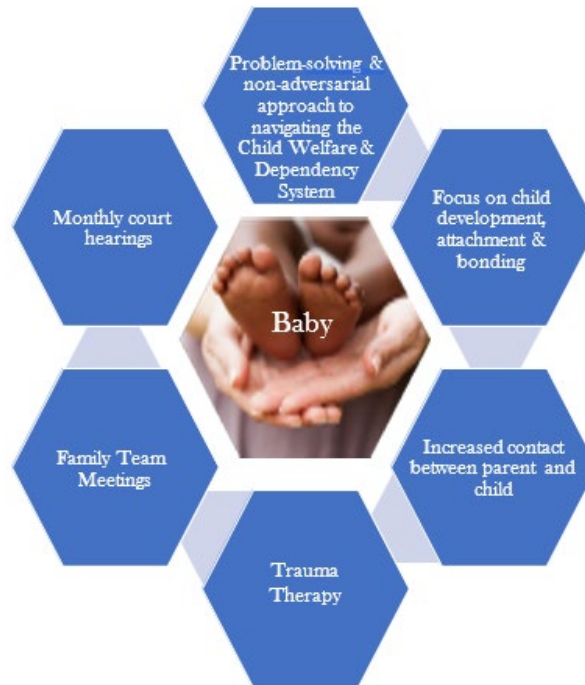 Problem-solving &
non-adversarial
approach to
navigating the
Child Welfare &
Dependency
System
Focus on child
development,
attachment &
bonding
Increased contact
between parent and
child
Trauma
Therapy
Family Team
Meetings
Monthly court
hearings
Baby